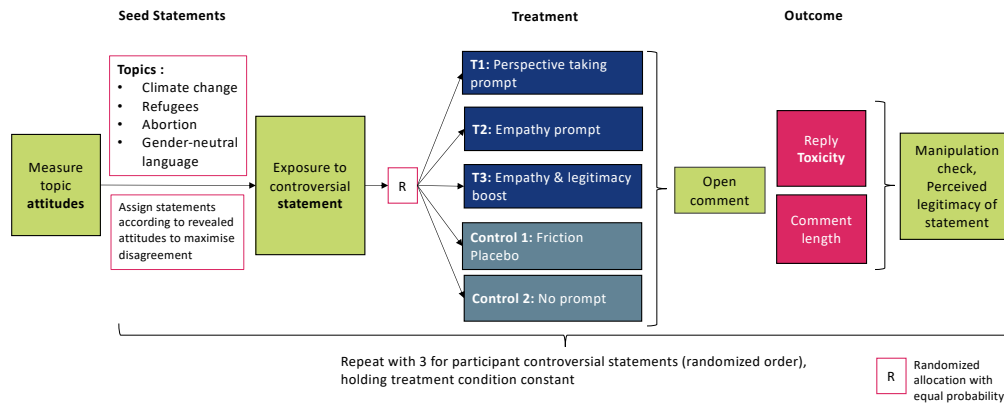 Seed Statements
Treatment
Outcome
Topics :
• Climate change
• Refugees
• Abortion
• Gender-neutral
language
Measure
topic
attitudes
Assign statements
according to revealed
attitudes to maximise
disagreement
Exposure to
controversial
statement
R
T1: Perspective taking
prompt
T2: Empathy prompt
T3: Empathy & legitimacy
boost
Control 1: Friction
Placebo
Control 2: No prompt
Open
comment
Reply
Toxicity
Comment
length
Manipulation
check,
Perceived
legitimacy of
statement
Repeat with 3 for participant controversial statements (randomized order),
holding treatment condition constant
R
Randomized
allocation with
equal probability